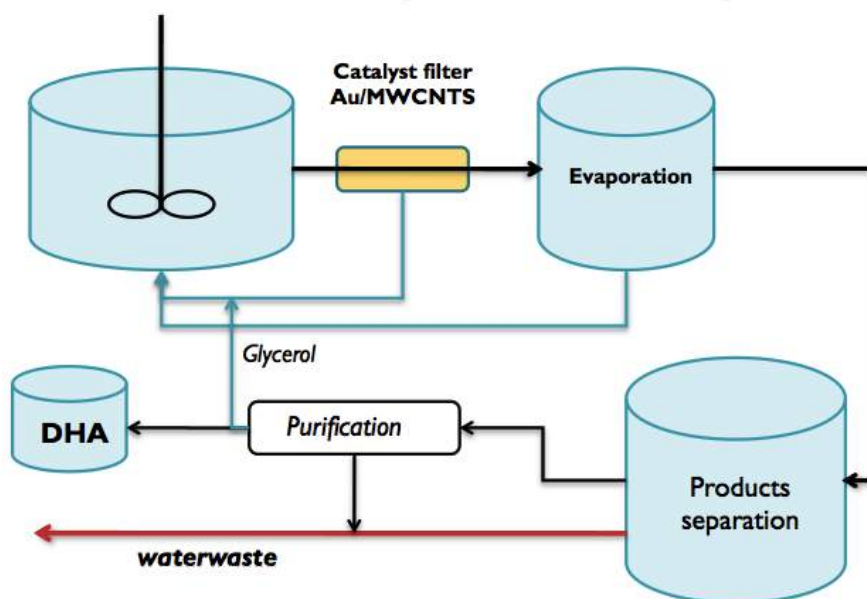 Catalyst filter
Au/MWCNTS
Evaporation
Glycerol
DHA
Purification
Products
separation
waterwaste